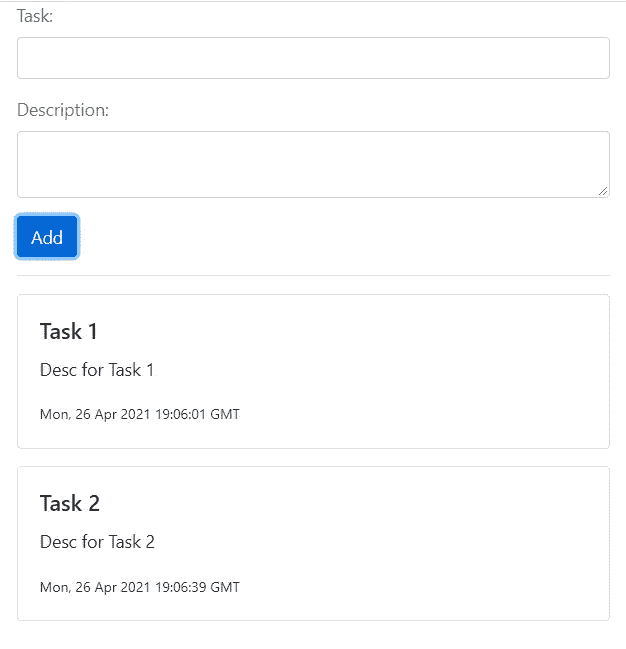 Task:
Description:
Add
Task 1
Desc for Task 1
Mon, 26 Apr 2021 19:06:01 GMT
Task 2
Desc for Task 2
Mon, 26 Apr 2021 19:06:39 GMT